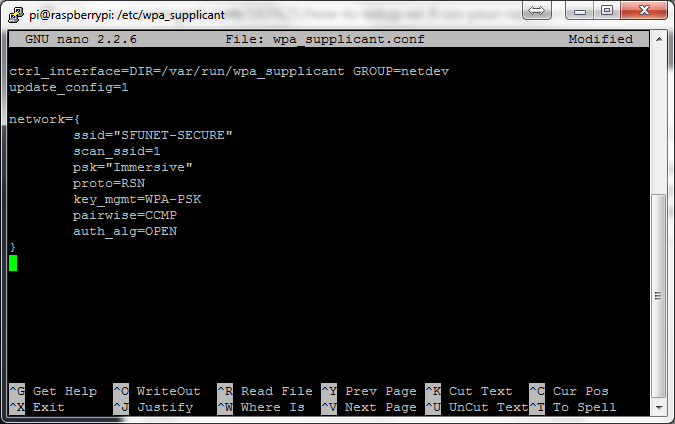 pi@raspberrypi: /etc/wpa_supplicant
GNU nano 2.2.6 File: wpa_supplicant.conf Modified
ctrl_interface=DIR=/var/run/wpa_supplicant GROUP=netdev
update_config=1
network={
ssid="SFUNET-SECURE"
scan_ssid=1
psk="Immersive"
proto=RSN
key_mgmt=WPA-PSK
pairwise=CCMP
auth_alg=OPEN
}
^G Get Help ^O WriteOut ^R Read File ^Y Prev Page ^K Cut Text ^C Cur Pos
^X Exit ^J Justify ^W Where Is ^V Next Page ^U UnCut Text ^T To Spell